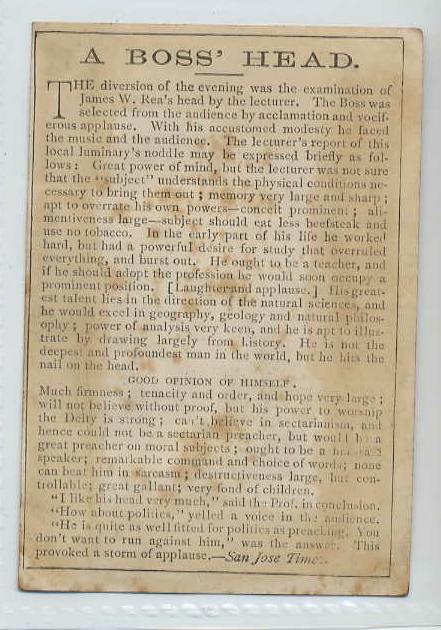 A BOSS' HEAD.
THE diversion of the evening was the examination of
James W. Rea's head by the lecturer. The Boss was
selected from the audience by acclamation and vocif-
erous applause. With his accustomed modesty he faced
the music and the audience. The lecturer's report of this
local luminary's noddle may be expressed briefly as fol-
lows: Great power of mind, but the lecturer was not sure
that the "subject" understands the physical conditions ne-
cessary to bring them out; memory very large and sharp;
apt to overrate his own powers—conceit prominent; ali-
mentiveness large—subject should eat less beefsteak and
use no tobacco. In the early part of his life he worked
hard, but had a powerful desire for study that overruled
everything, and burst out. He ought to be a teacher, and
if he should adopt the profession he would soon occupy a
prominent position. [Laughter and applause.] His great-
est talent lies in the direction of the natural sciences, and
he would excel in geography, geology and natural philos-
ophy; power of analysis very keen, and he is apt to illus-
trate by drawing largely from history. He is not the
deepest and profoundest man in the world, but he hits the
nail on the head.
GOOD OPINION OF HIMSELF.
Much firmness; tenacity and order, and hope very large;
will not believe without proof, but his power to worship
the Deity is strong; can't believe in sectarianism, and
hence could not be a sectarian preacher, but would be a
great preacher on moral subjects; ought to be a
speaker; remarkable command and choice of words; none
can beat him in sarcasm; destructiveness large, but con-
trollable; great gallant; very fond of children.
"I like his head very much," said the Prof. in conclusion.
"How about politics," yelled a voice in the audience.
"He is quite as well fitted for politics as preaching. You
don't want to run against him," was the answer. This
provoked a storm of applause.—San Jose Times.